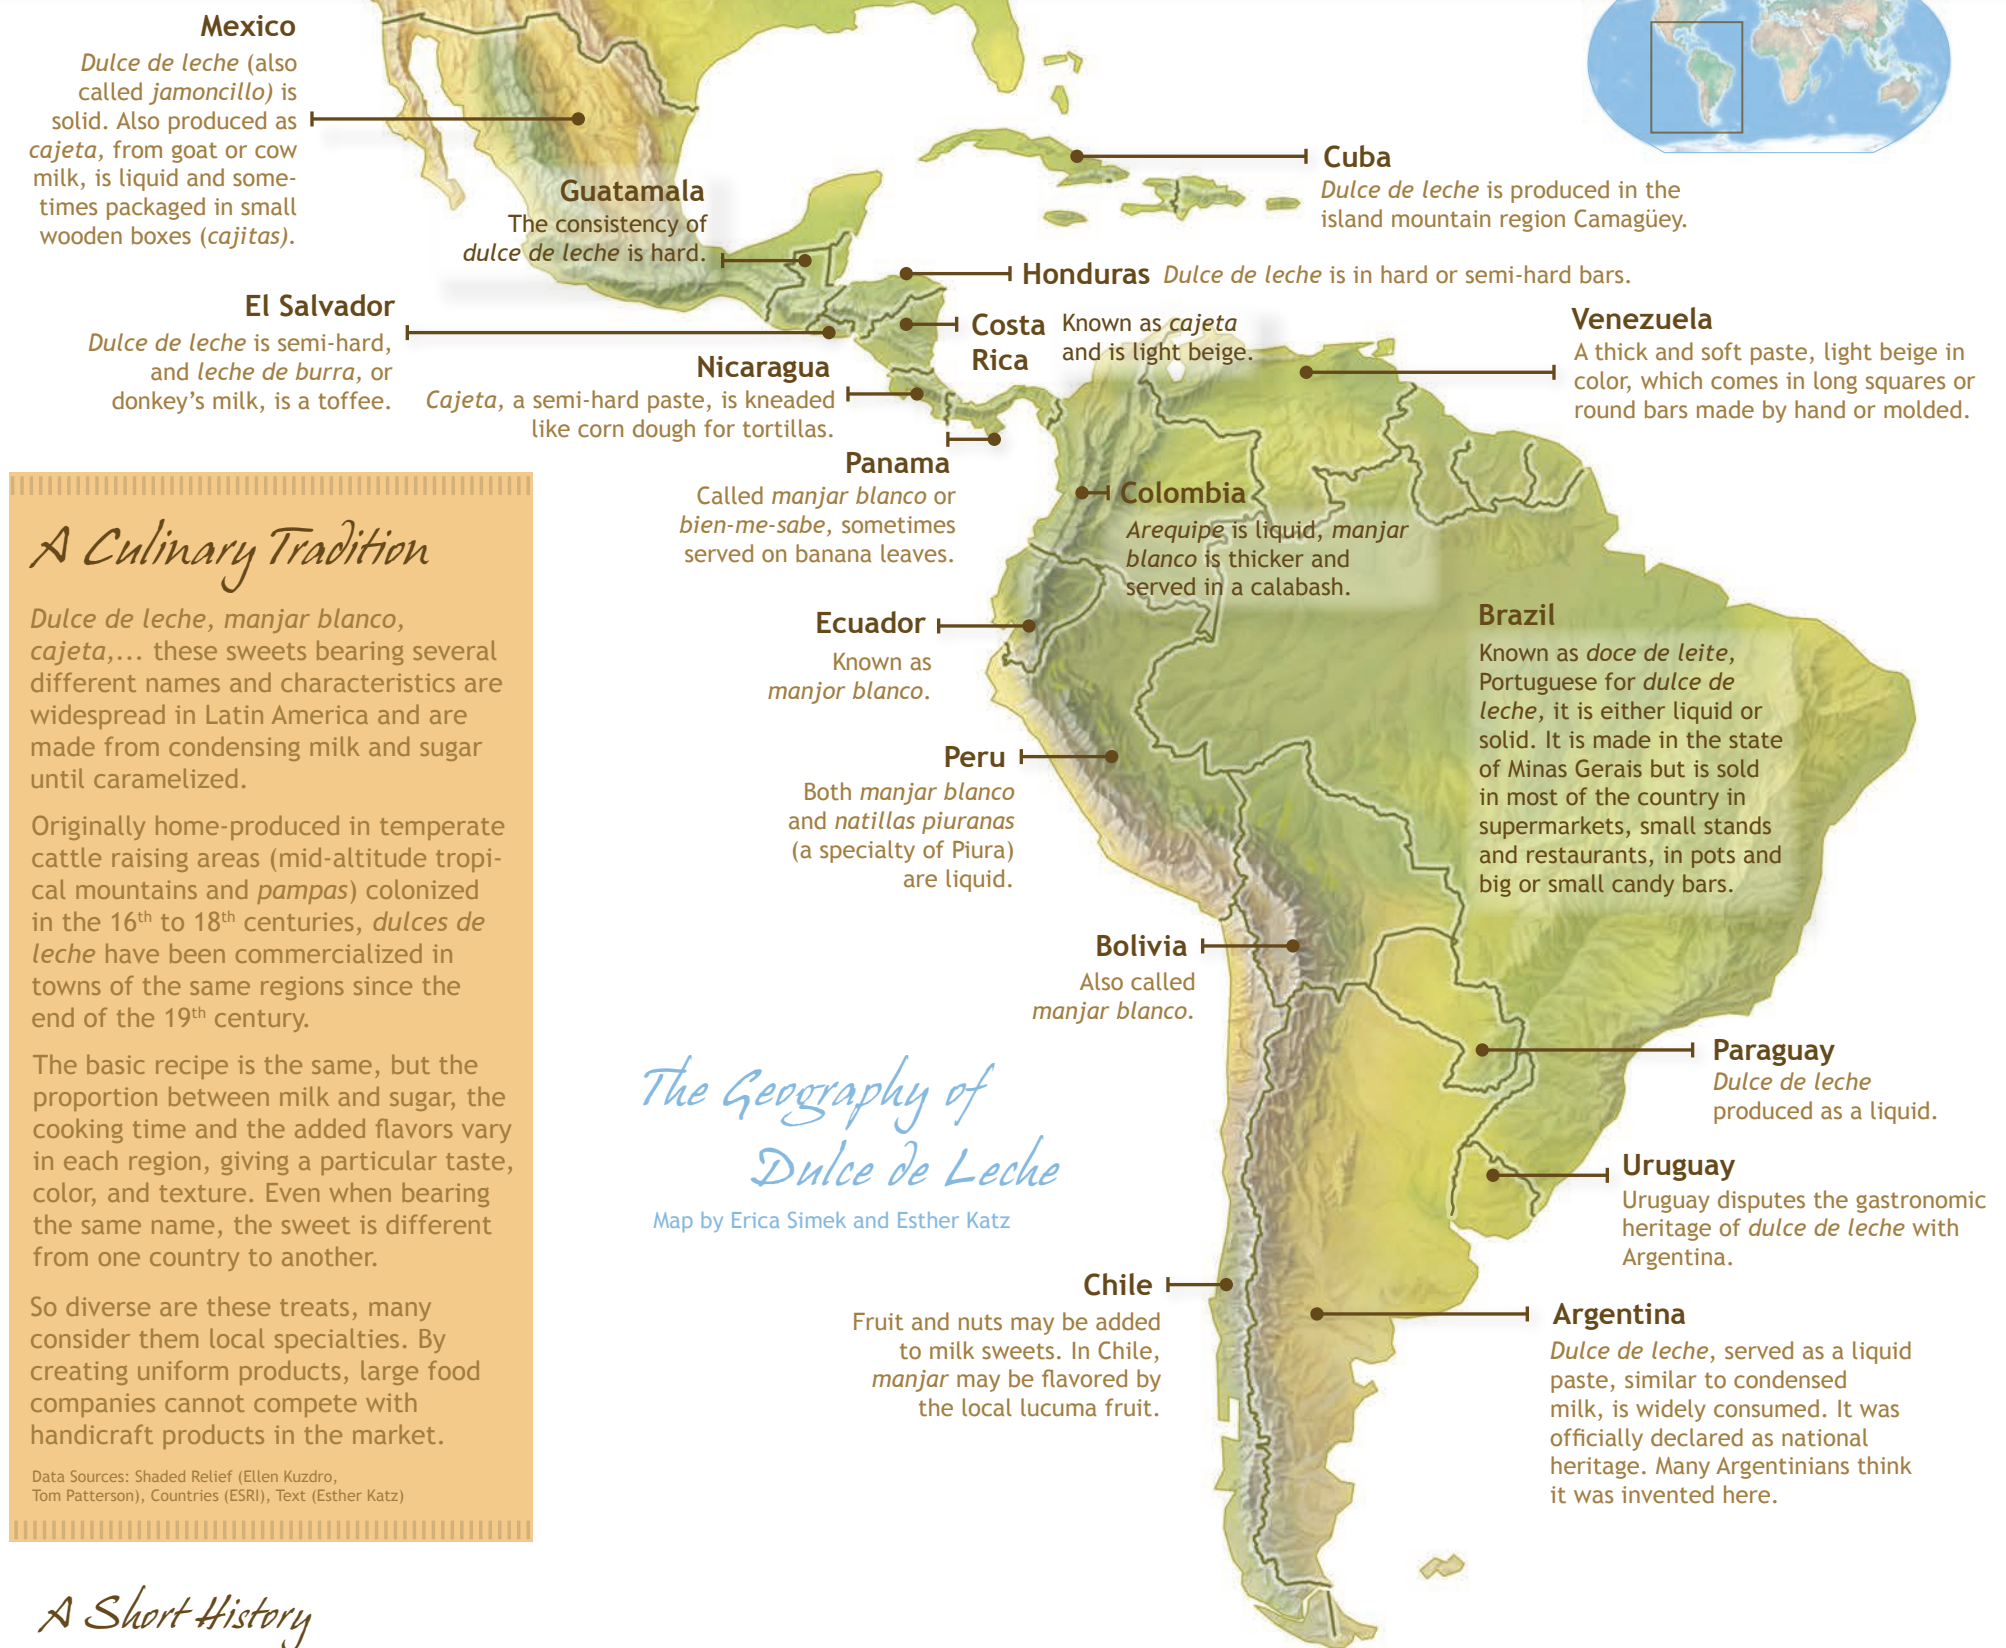 Mexico
Dulce de leche (also
called jamoncillo) is
solid. Also produced as
cajeta, from goat or cow
milk, is liquid and some-
times packaged in small
wooden boxes (cajitas).
Guatamala
The consistency of
dulce de leche is hard.
Cuba
Dulce de leche is produced in the
island mountain region Camagüey.
Honduras Dulce de leche is in hard or semi-hard bars.
El Salvador
Dulce de leche is semi-hard,
and leche de burra, or
donkey's milk, is a toffee.
Costa
Rica
Known as cajeta
and is light beige.
Venezuela
A thick and soft paste, light beige in
color, which comes in long squares or
round bars made by hand or molded.
Nicaragua
Cajeta, a semi-hard paste, is kneaded
like corn dough for tortillas.
Panama
Called manjar blanco or
bien-me-sabe, sometimes
served on banana leaves.
Colombia
Arequipe is liquid, manjar
blanco is thicker and
served in a calabash.
Ecuador
Known as
manjor blanco.
Brazil
Known as doce de leite,
Portuguese for dulce de
leche, it is either liquid or
solid. It is made in the state
of Minas Gerais but is sold
in most of the country in
supermarkets, small stands
and restaurants, in pots and
big or small candy bars.
Peru
Both manjar blanco
and natillas piuranas
(a specialty of Piura)
are liquid.
Bolivia
Also called
manjar blanco.
Paraguay
Dulce de leche
produced as a liquid.
Uruguay
Uruguay disputes the gastronomic
heritage of dulce de leche with
Argentina.
Chile
Fruit and nuts may be added
to milk sweets. In Chile,
manjar may be flavored by
the local lucuma fruit.
Argentina
Dulce de leche, served as a liquid
paste, similar to condensed
milk, is widely consumed. It was
officially declared as national
heritage. Many Argentinians think
it was invented here.
The Geography of
Dulce de Leche
Map by Erica Simek and Esther Katz
A Culinary Tradition
Dulce de leche, manjar blanco,
cajeta,... these sweets bearing several
different names and characteristics are
widespread in Latin America and are
made from condensing milk and sugar
until caramelized.
Originally home-produced in temperate
cattle raising areas (mid-altitude tropi-
cal mountains and pampas) colonized
in the 16th to 18th centuries, dulces de
leche have been commercialized in
towns of the same regions since the
end of the 19th century.
The basic recipe is the same, but the
proportion between milk and sugar, the
cooking time and the added flavors vary
in each region, giving a particular taste,
color, and texture. Even when bearing
the same name, the sweet is different
from one country to another.
So diverse are these treats, many
consider them local specialties. By
creating uniform products, large food
companies cannot compete with
handicraft products in the market.
Data Sources: Shaded Relief (Ellen Kuzdro,
Tom Patterson), Countries (ESRI), Text (Esther Katz)
A Short History